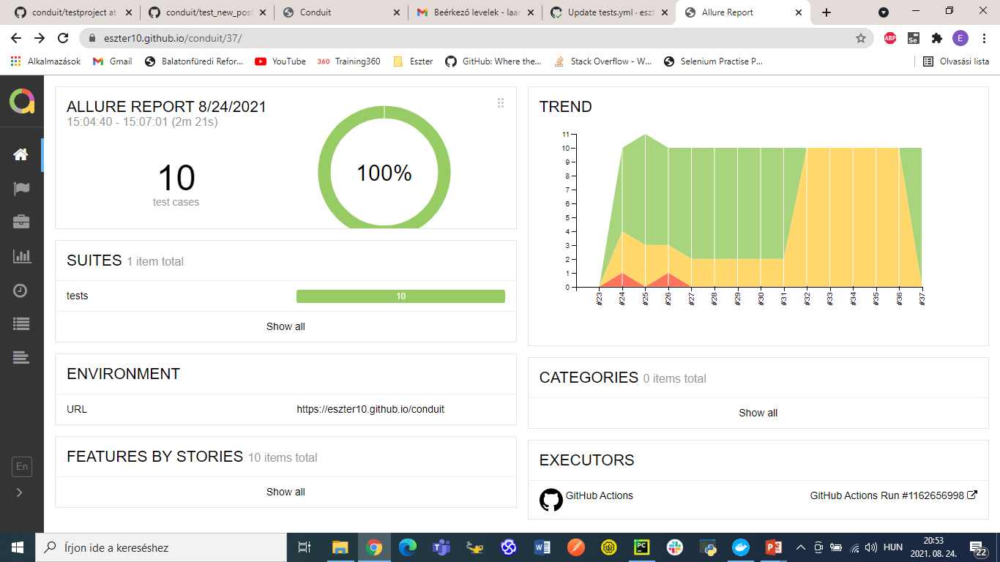 conduit/testproject at
conduit/test_new_post
Conduit
Beérkező levelek - laar
Update tests.yml · eszt
Allure Report
eszter10.github.io/conduit/37/
ABP
Se
E
Alkalmazások
Gmail
Balatonfüredi Refor...
YouTube
360 Training360
Eszter
GitHub: Where the...
Stack Overflow - W...
Selenium Practise P...
Olvasási lista
ALLURE REPORT 8/24/2021
15:04:40 - 15:07:01 (2m 21s)
10
test cases
100%
SUITES 1 item total
tests
10
Show all
ENVIRONMENT
URL
https://eszter10.github.io/conduit
FEATURES BY STORIES 10 items total
Show all
En
TREND
11
10
9
8
7
6
5
4
3
2
1
0
#23
#24
#25
#26
#27
#28
#29
#30
#31
#32
#33
#34
#35
#36
#37
CATEGORIES 0 items total
Show all
EXECUTORS
GitHub Actions
GitHub Actions Run #1162656998
Írjon ide a kereséshez
HUN
20:53
2021. 08. 24.
22